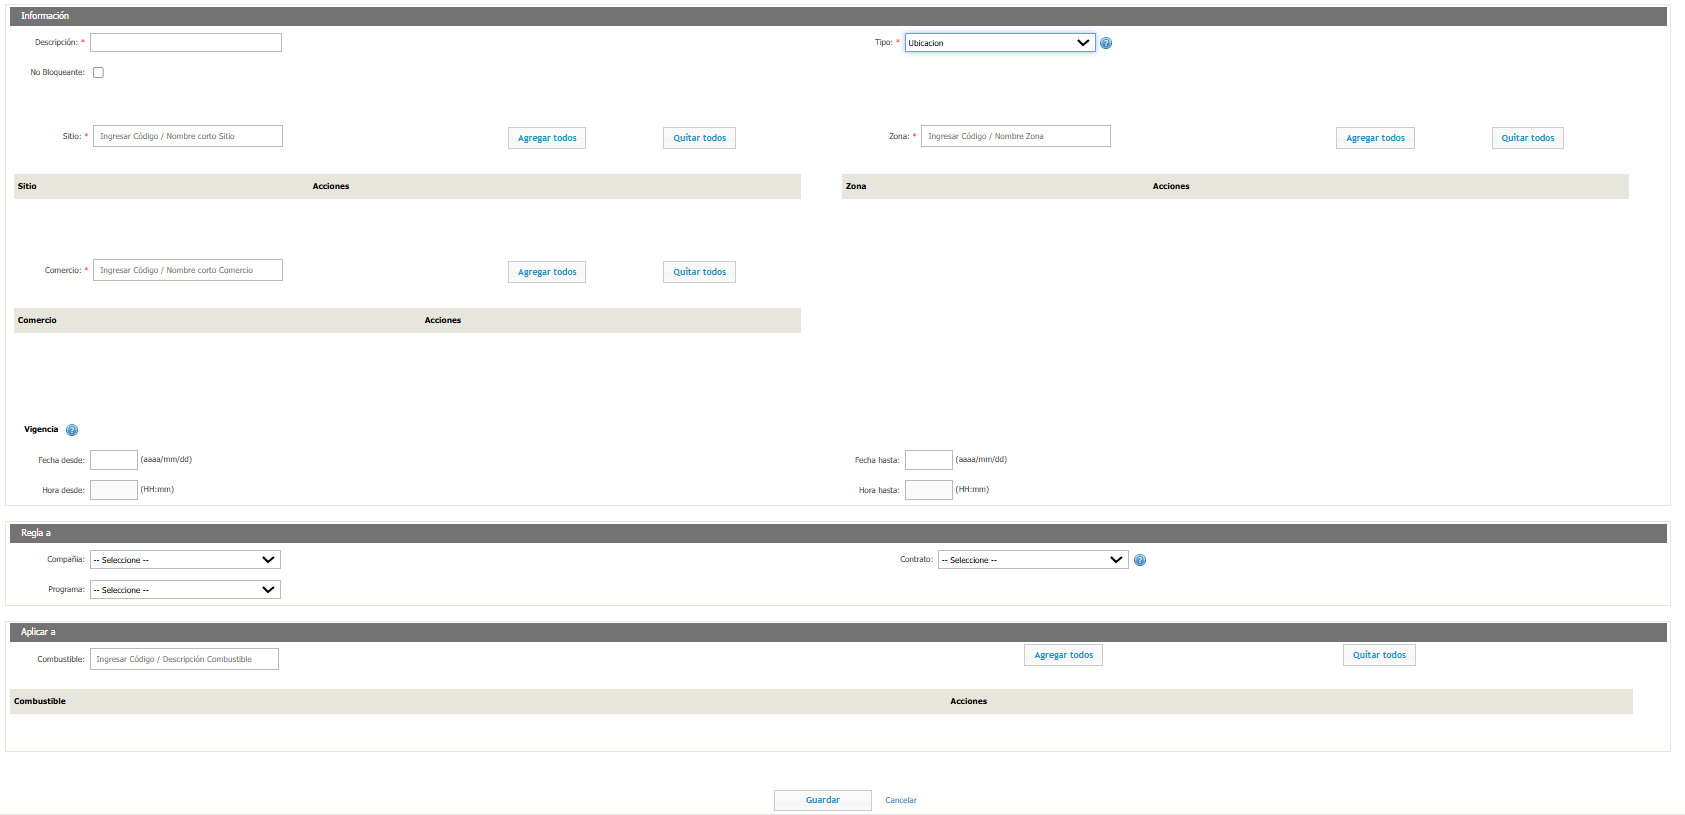 Información
Descripción: *
Tipo: * Ubicacion
No Bloqueante:
Sitio: * Ingresar Código / Nombre corto Sitio Agregar todos Quitar todos
Zona: * Ingresar Código / Nombre Zona Agregar todos Quitar todos
Sitio Acciones
Zona Acciones
Comercio: * Ingresar Código / Nombre corto Comercio Agregar todos Quitar todos
Comercio Acciones
Vigencia
Fecha desde: (aaaa/mm/dd)
Fecha hasta: (aaaa/mm/dd)
Hora desde: (HH:mm)
Hora hasta: (HH:mm)
Regla a
Compañia: -- Seleccione --
Contrato: -- Seleccione --
Programa: -- Seleccione --
Aplicar a
Combustible: Ingresar Código / Descripción Combustible Agregar todos Quitar todos
Combustible Acciones
Guardar Cancelar